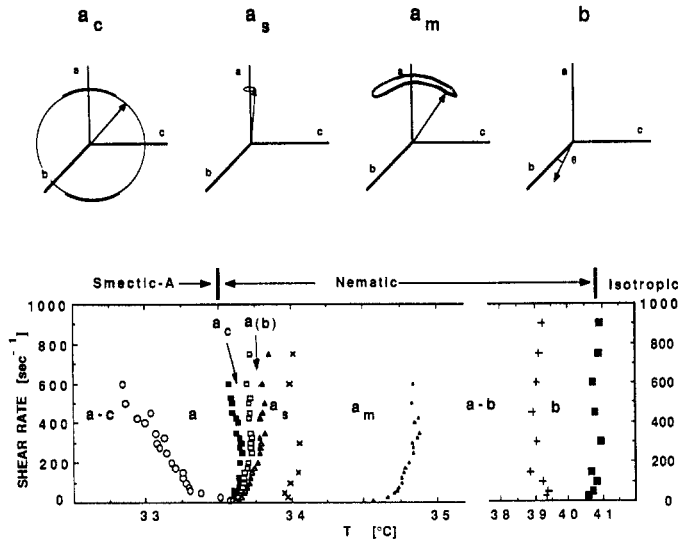 a_c a_s a_m b
a a a a
c c c c
b b b b θ
Smectic-A Nematic Isotropic
1000 a_c a(b) 1000
800 800
600 600
a-c a a_s a_m a-b b
400 400
200 200
0 0
33 34 35 38 39 40 41
SHEAR RATE [sec⁻¹]
T [°C]